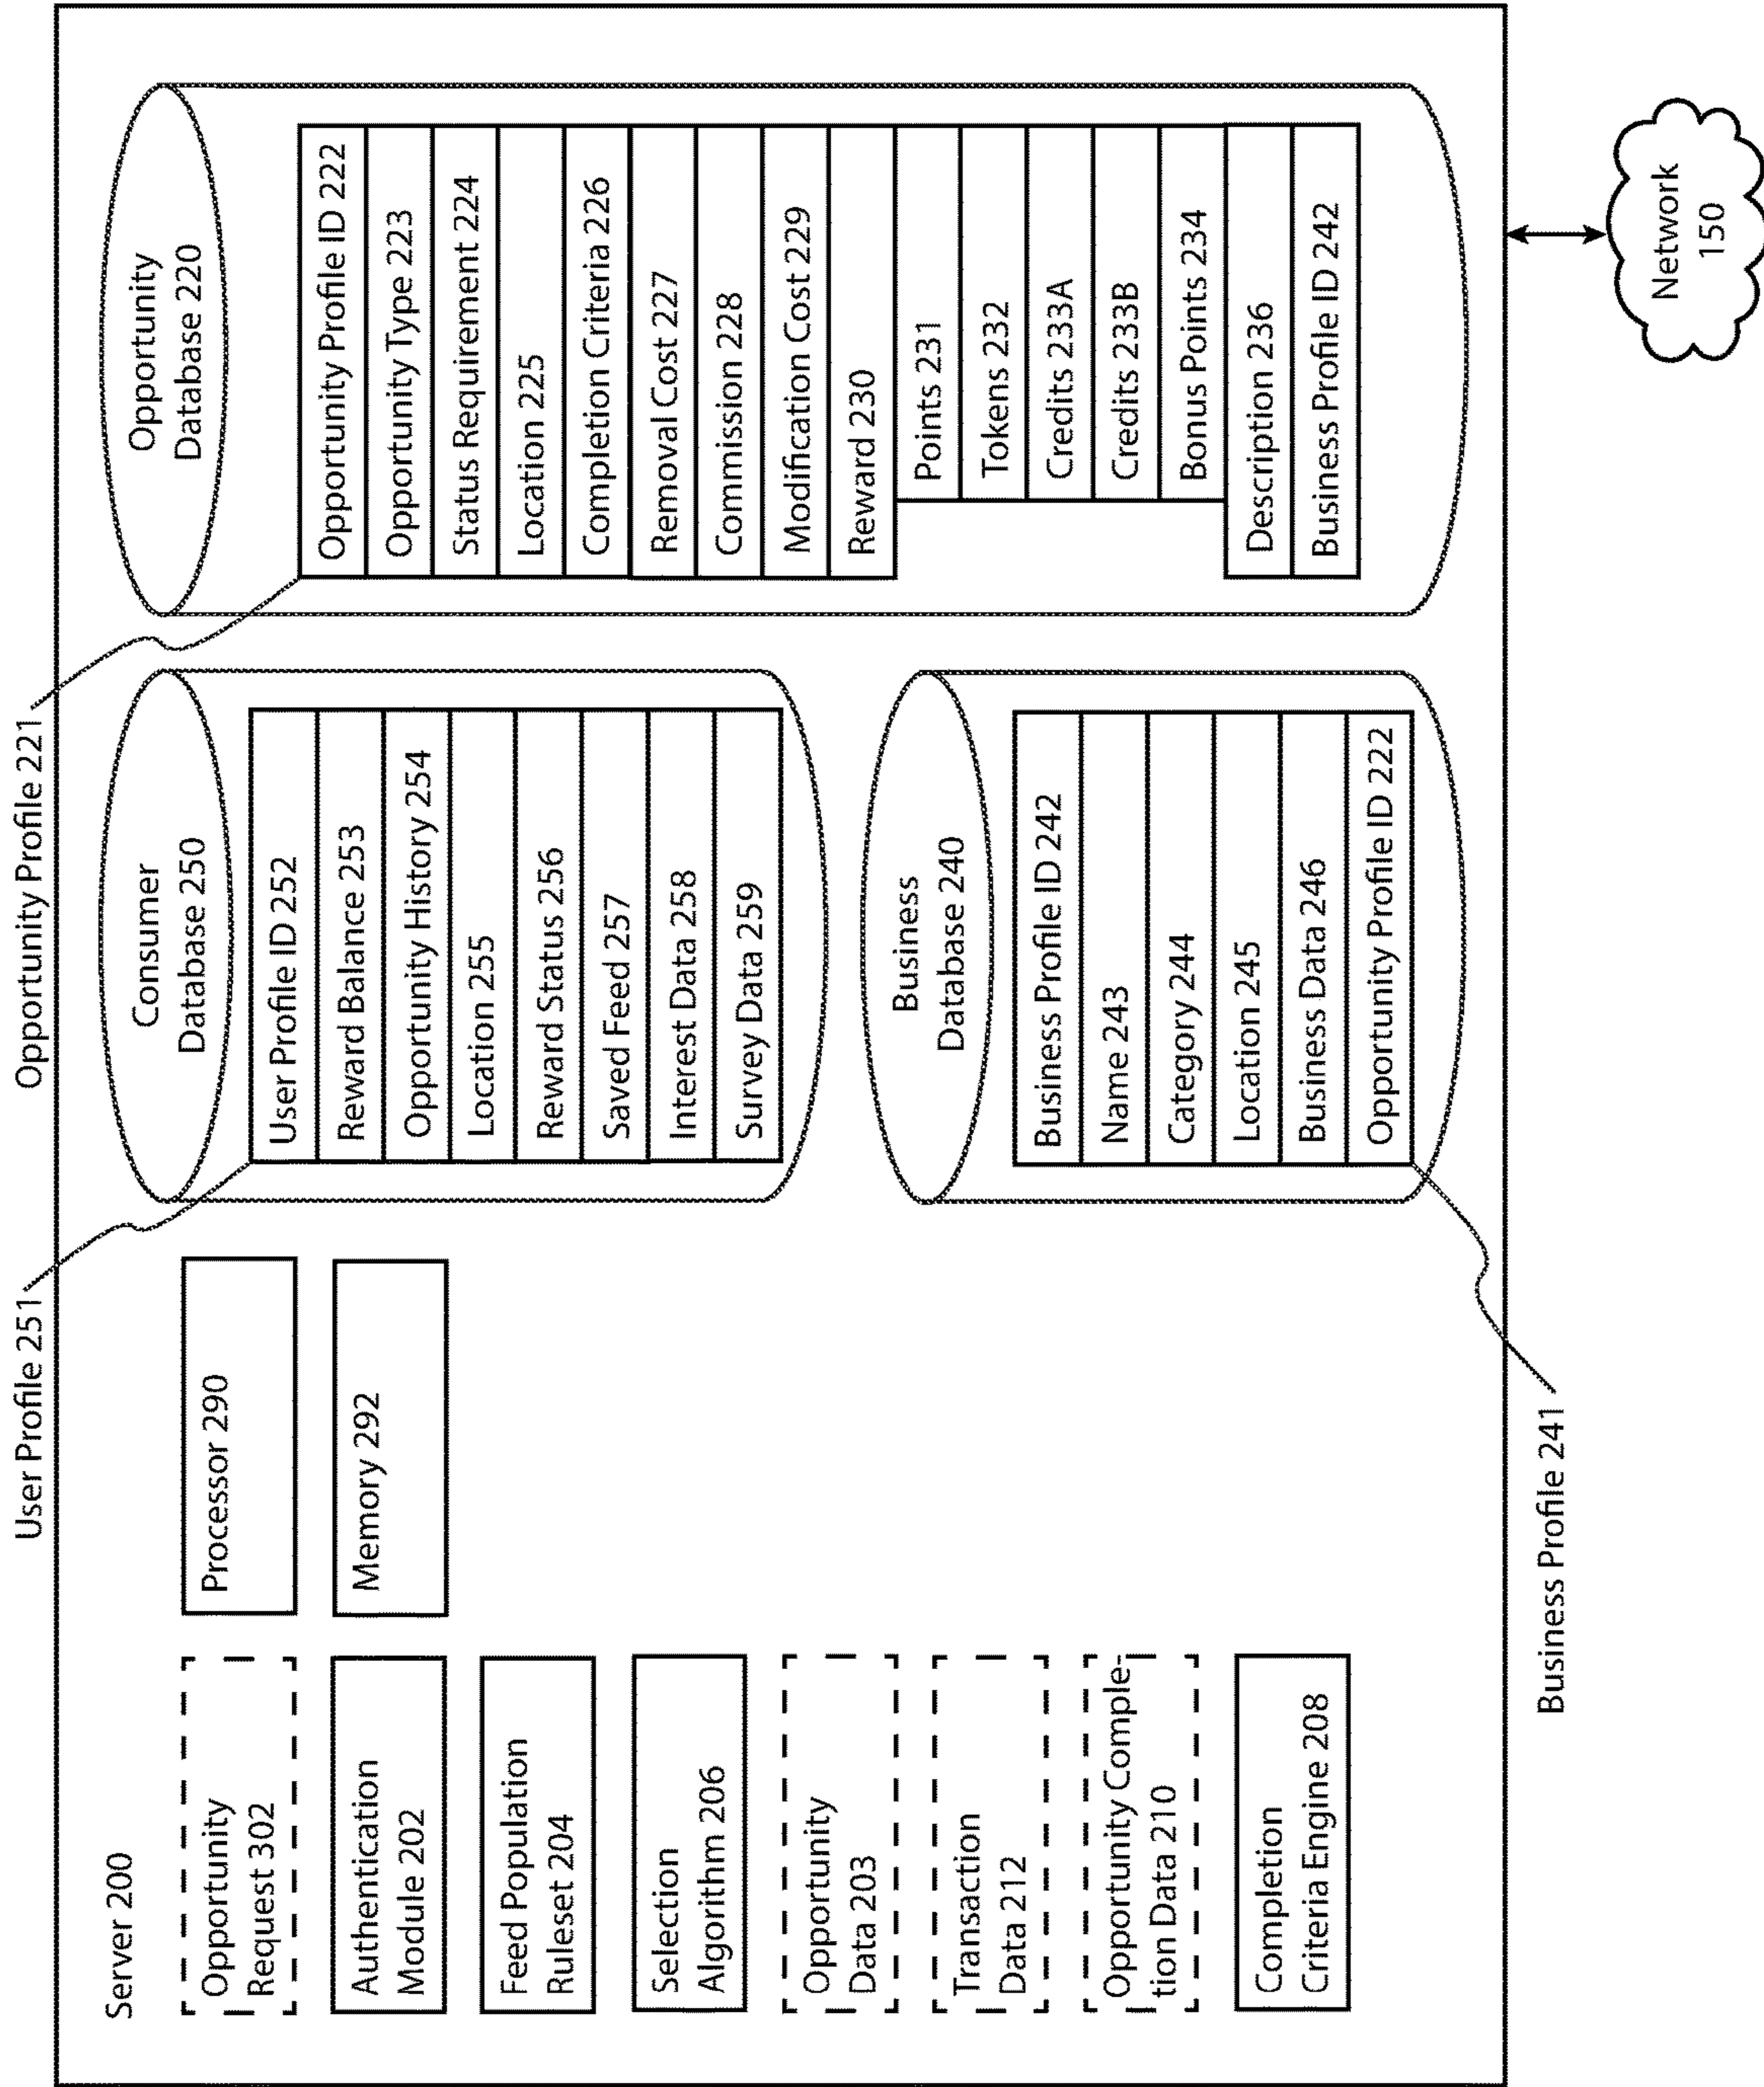 User Profile 251
Opportunity Profile 221
Server 200
Opportunity
Request 302
Authentication
Module 202
Feed Population
Ruleset 204
Selection
Algorithm 206
Opportunity
Data 203
Transaction
Data 212
Opportunity Comple-
tion Data 210
Completion
Criteria Engine 208
Processor 290
Memory 292
Consumer
Database 250
User Profile ID 252
Reward Balance 253
Opportunity History 254
Location 255
Reward Status 256
Saved Feed 257
Interest Data 258
Survey Data 259
Business
Database 240
Business Profile ID 242
Name 243
Category 244
Location 245
Business Data 246
Opportunity Profile ID 222
Opportunity
Database 220
Opportunity Profile ID 222
Opportunity Type 223
Status Requirement 224
Location 225
Completion Criteria 226
Removal Cost 227
Commission 228
Modification Cost 229
Reward 230
Points 231
Tokens 232
Credits 233A
Credits 233B
Bonus Points 234
Description 236
Business Profile ID 242
Business Profile 241
Network
150